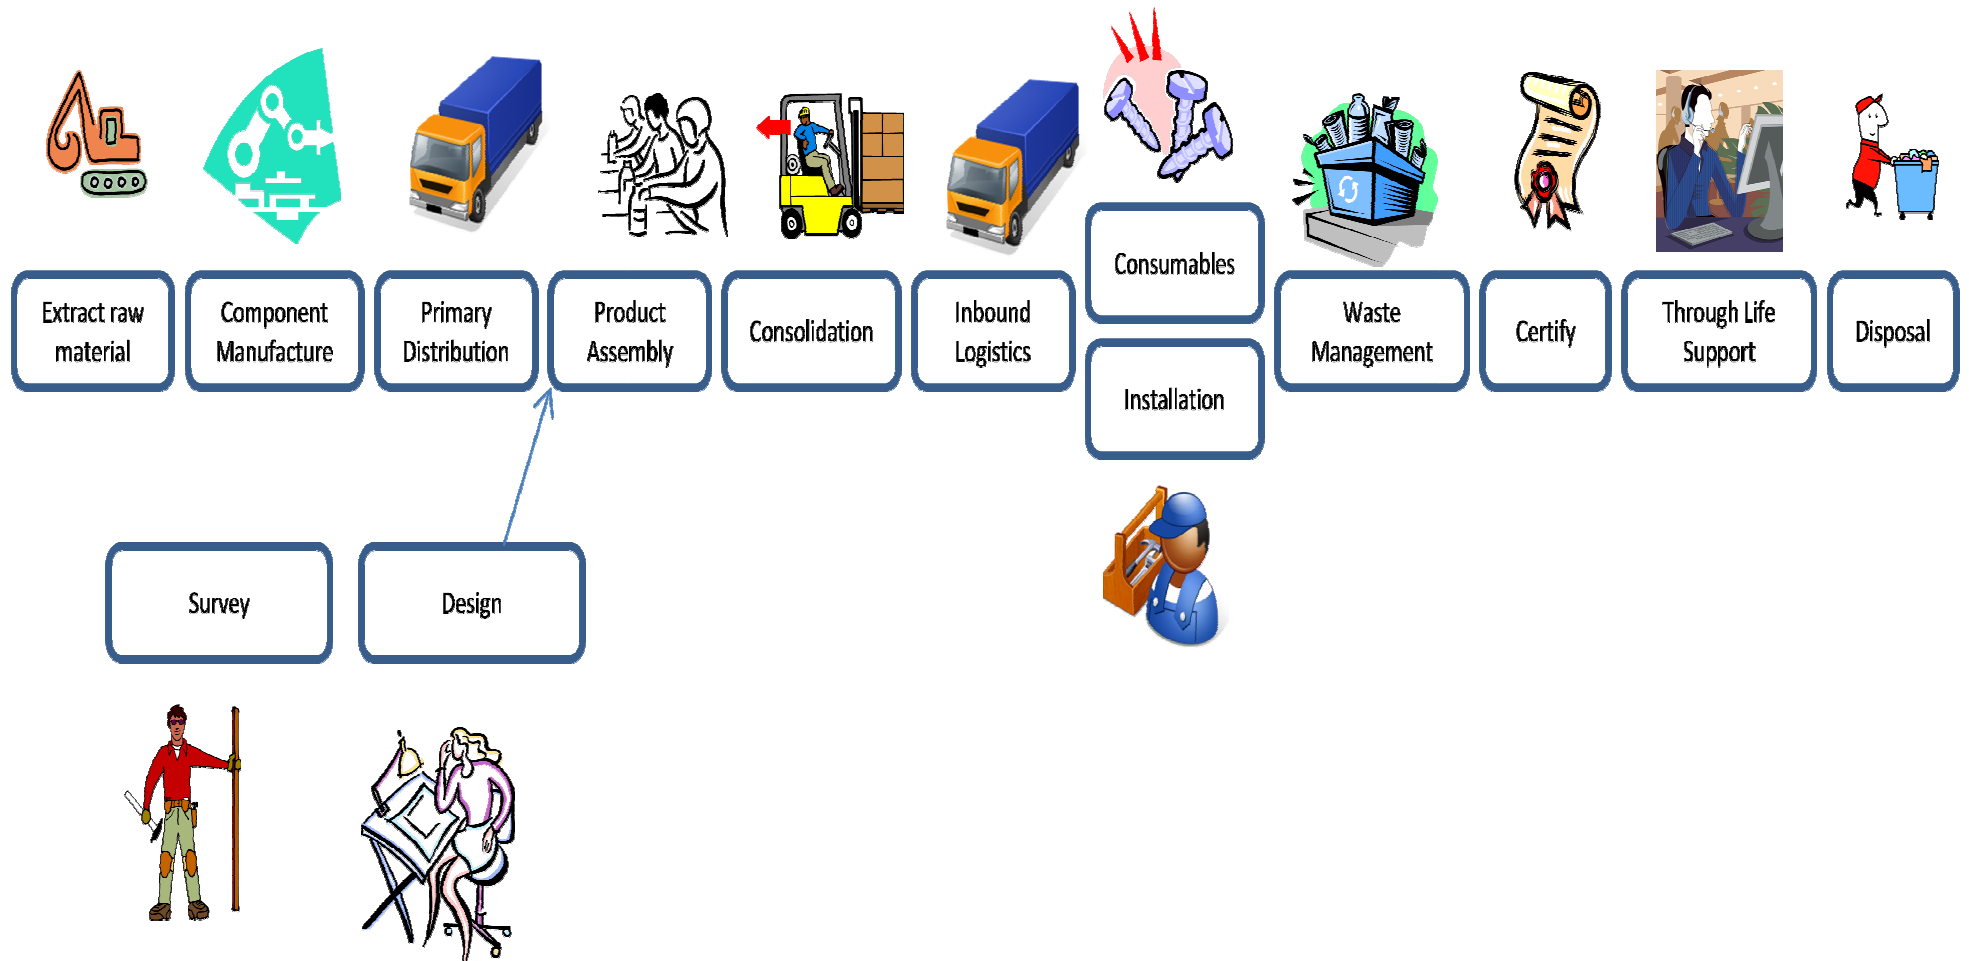 Extract raw
material
Component
Manufacture
Primary
Distribution
Product
Assembly
Consolidation
Inbound
Logistics
Consumables
Installation
Waste
Management
Certify
Through Life
Support
Disposal
Survey
Design